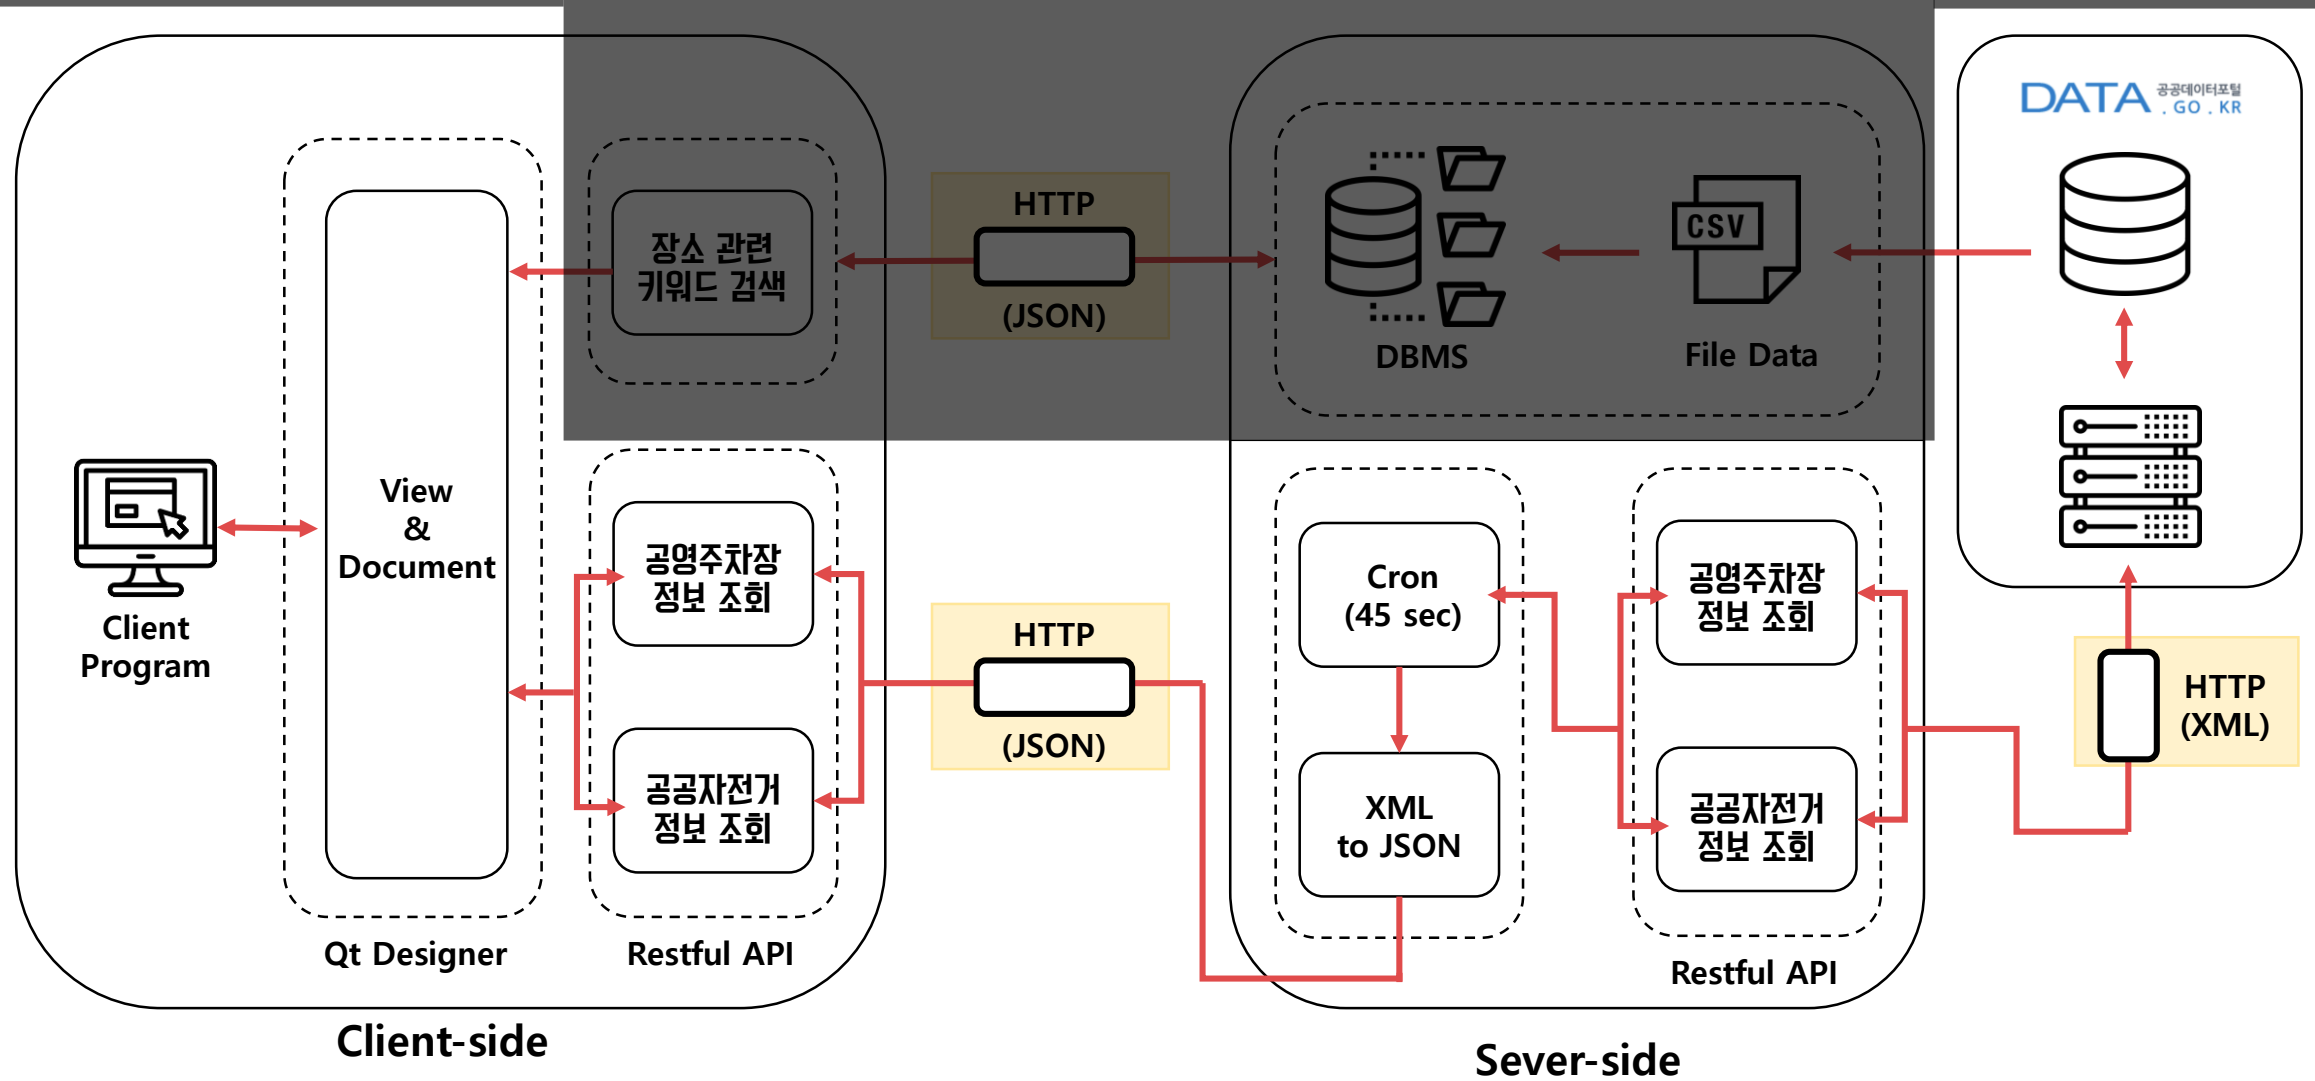 DATA 공공데이터포털
. GO . KR
장소 관련
키워드 검색
HTTP
(JSON)
CSV
DBMS
File Data
View
&
Document
Client
Program
공영주차장
정보 조회
공공자전거
정보 조회
Qt Designer
Restful API
Client-side
HTTP
(JSON)
Cron
(45 sec)
XML
to JSON
공영주차장
정보 조회
공공자전거
정보 조회
Restful API
Sever-side
HTTP
(XML)